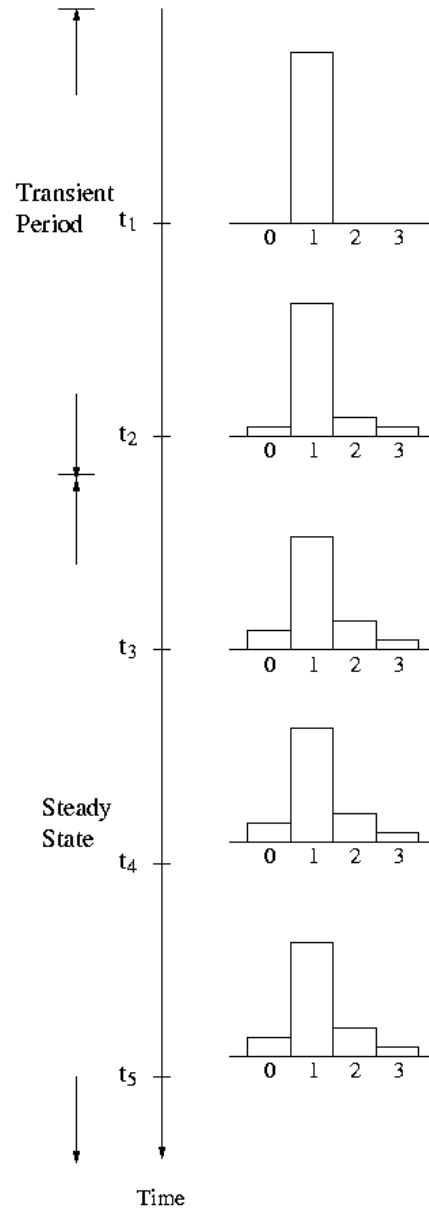 Transient
Period
t1
0 1 2 3
t2
0 1 2 3
t3
0 1 2 3
Steady
State
t4
0 1 2 3
t5
0 1 2 3
Time